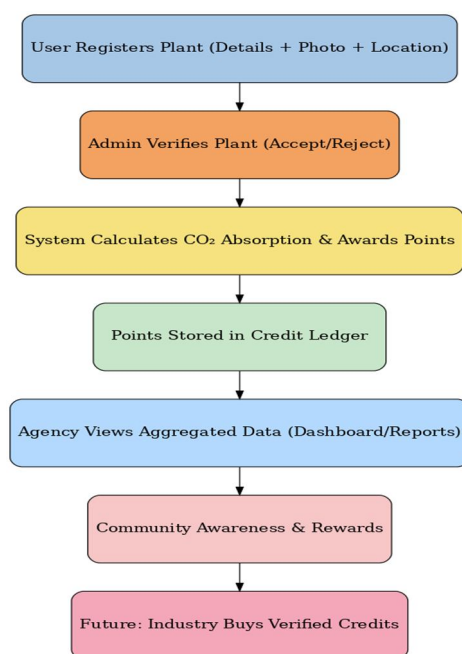 User Registers Plant (Details + Photo + Location)
Admin Verifies Plant (Accept/Reject)
System Calculates CO₂ Absorption & Awards Points
Points Stored in Credit Ledger
Agency Views Aggregated Data (Dashboard/Reports)
Community Awareness & Rewards
Future: Industry Buys Verified Credits